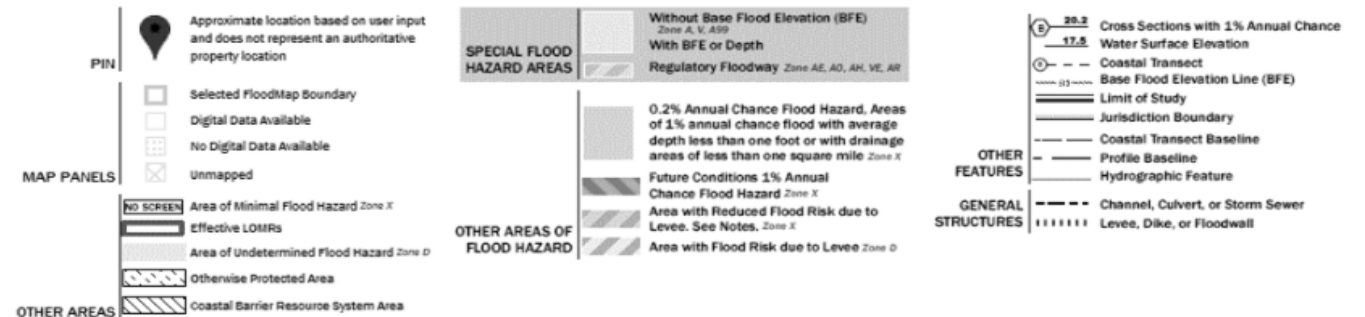 PIN
Approximate location based on user input
and does not represent an authoritative
property location
MAP PANELS
Selected FloodMap Boundary
Digital Data Available
No Digital Data Available
Unmapped
OTHER AREAS
NO SCREEN Area of Minimal Flood Hazard Zone X
Effective LOMRs
Area of Undetermined Flood Hazard Zone D
Otherwise Protected Area
Coastal Barrier Resource System Area
SPECIAL FLOOD
HAZARD AREAS
Without Base Flood Elevation (BFE)
Zone A, V, A99
With BFE or Depth
Regulatory Floodway Zone AE, AO, AH, VE, AR
OTHER AREAS OF
FLOOD HAZARD
0.2% Annual Chance Flood Hazard, Areas
of 1% annual chance flood with average
depth less than one foot or with drainage
areas of less than one square mile Zone X
Future Conditions 1% Annual
Chance Flood Hazard Zone X
Area with Reduced Flood Risk due to
Levee. See Notes. Zone X
Area with Flood Risk due to Levee Zone D
OTHER
FEATURES
B 20.2 Cross Sections with 1% Annual Chance
17.5 Water Surface Elevation
Coastal Transect
Base Flood Elevation Line (BFE)
Limit of Study
Jurisdiction Boundary
Coastal Transect Baseline
Profile Baseline
Hydrographic Feature
GENERAL
STRUCTURES
Channel, Culvert, or Storm Sewer
Levee, Dike, or Floodwall